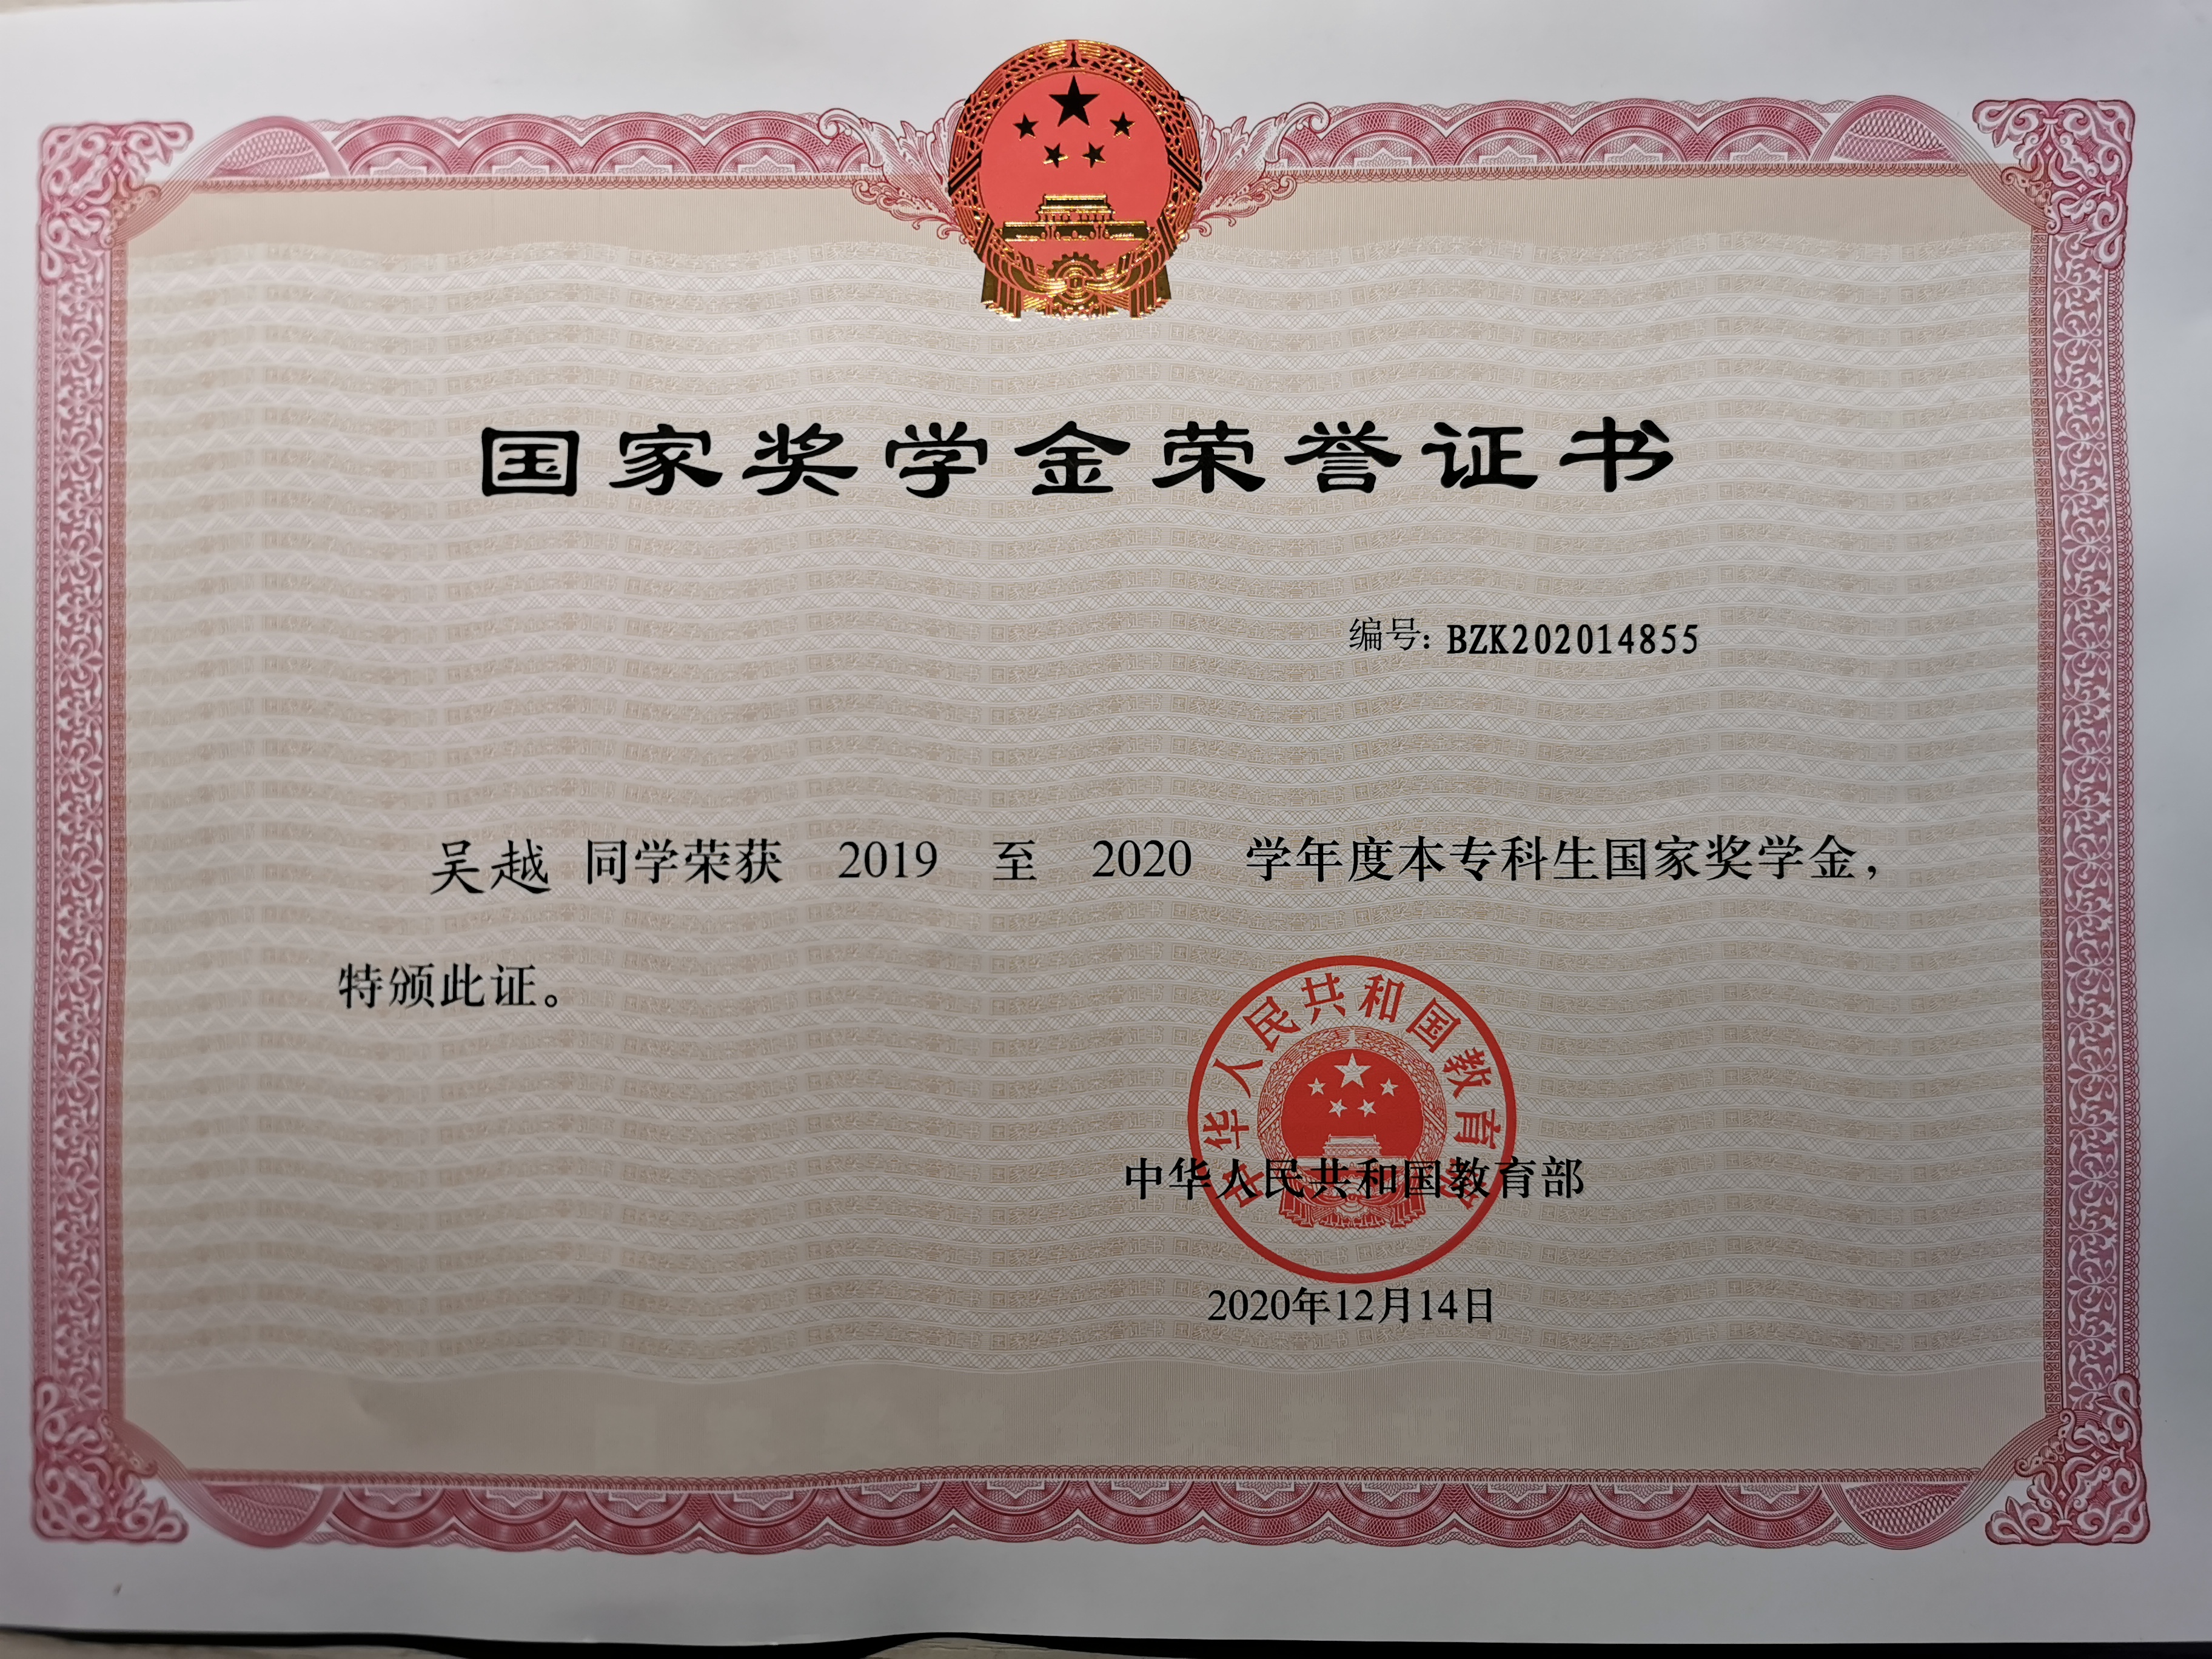 国家奖学金荣誉证书
编号: BZK202014855
吴越 同学荣获 2019 至 2020 学年度本专科生国家奖学金，
特颁此证。
中华人民共和国教育部
中华人民共和国教育部
2020年12月14日